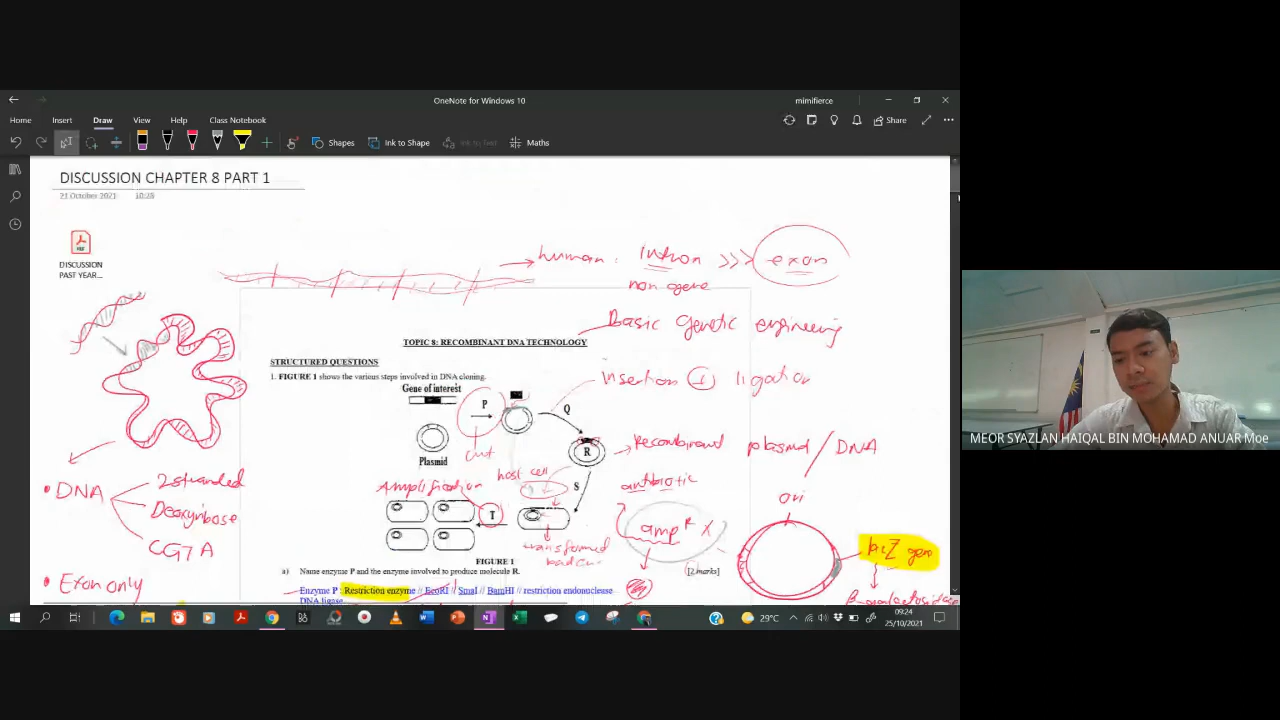 OneNote for Windows 10
mimifierce
Home Insert Draw View Help Class Notebook
Share
Shapes Ink to Shape Ink to Text Maths
DISCUSSION CHAPTER 8 PART 1
21 October 2021 10:25
DISCUSSION
PAST YEAR...
human : Intron >>> exon
non gene
Basic genetic engineering
TOPIC 8: RECOMBINANT DNA TECHNOLOGY
STRUCTURED QUESTIONS
1. FIGURE 1 shows the various steps involved in DNA cloning.
Gene of interest
P
Q
insertion ligation
cut
Plasmid
R
Recombinant plasmid / DNA
host cell
S
Amplification
antibiotic
T
amp R X
ori
lacZ gene
transformed
FIGURE 1
a) Name enzyme P and the enzyme involved to produce molecule R.
[2 marks]
Enzyme P : Restriction enzyme // EcoRI // SmaI // BamHI // restriction endonuclease
DNA ligase
DNA
2 stranded
Deoxyribose
CGTA
Exon only
MEOR SYAZLAN HAIQAL BIN MOHAMAD ANUAR Moe
29°C
09:24
25/10/2021